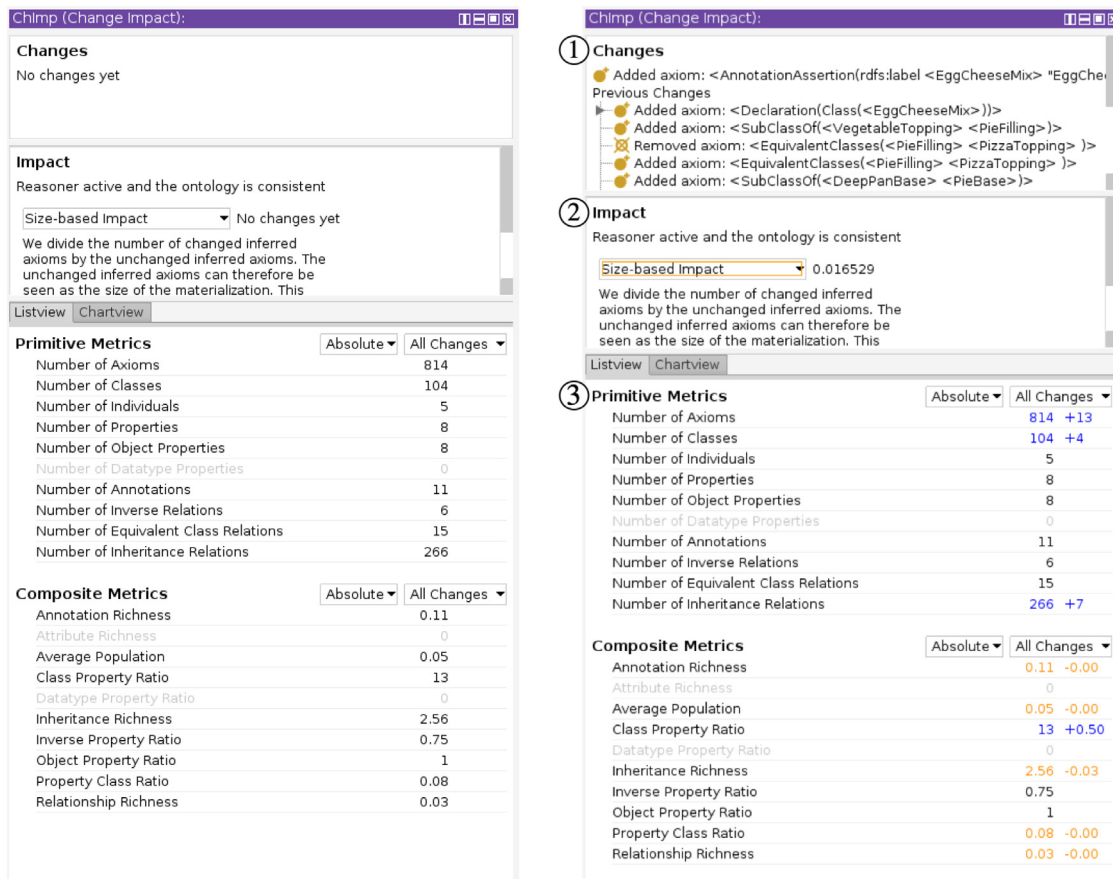 ChImp (Change Impact):
Changes
No changes yet
Impact
Reasoner active and the ontology is consistent
Size-based Impact No changes yet
We divide the number of changed inferred
axioms by the unchanged inferred axioms. The
unchanged inferred axioms can therefore be
seen as the size of the materialization. This
Listview Chartview
Primitive Metrics Absolute All Changes
Number of Axioms 814
Number of Classes 104
Number of Individuals 5
Number of Properties 8
Number of Object Properties 8
Number of Datatype Properties 0
Number of Annotations 11
Number of Inverse Relations 6
Number of Equivalent Class Relations 15
Number of Inheritance Relations 266
Composite Metrics Absolute All Changes
Annotation Richness 0.11
Attribute Richness 0
Average Population 0.05
Class Property Ratio 13
Datatype Property Ratio 0
Inheritance Richness 2.56
Inverse Property Ratio 0.75
Object Property Ratio 1
Property Class Ratio 0.08
Relationship Richness 0.03
ChImp (Change Impact):
① Changes
Added axiom: <AnnotationAssertion(rdfs:label <EggCheeseMix> "EggChe
Previous Changes
Added axiom: <Declaration(Class(<EggCheeseMix>))>
Added axiom: <SubClassOf(<VegetableTopping> <PieFilling>)>
Removed axiom: <EquivalentClasses(<PieFilling> <PizzaTopping> )>
Added axiom: <EquivalentClasses(<PieFilling> <PizzaTopping> )>
Added axiom: <SubClassOf(<DeepPanBase> <PieBase>)>
② Impact
Reasoner active and the ontology is consistent
Size-based Impact 0.016529
We divide the number of changed inferred
axioms by the unchanged inferred axioms. The
unchanged inferred axioms can therefore be
seen as the size of the materialization. This
Listview Chartview
③ Primitive Metrics Absolute All Changes
Number of Axioms 814 +13
Number of Classes 104 +4
Number of Individuals 5
Number of Properties 8
Number of Object Properties 8
Number of Datatype Properties 0
Number of Annotations 11
Number of Inverse Relations 6
Number of Equivalent Class Relations 15
Number of Inheritance Relations 266 +7
Composite Metrics Absolute All Changes
Annotation Richness 0.11 -0.00
Attribute Richness 0
Average Population 0.05 -0.00
Class Property Ratio 13 +0.50
Datatype Property Ratio 0
Inheritance Richness 2.56 -0.03
Inverse Property Ratio 0.75
Object Property Ratio 1
Property Class Ratio 0.08 -0.00
Relationship Richness 0.03 -0.00